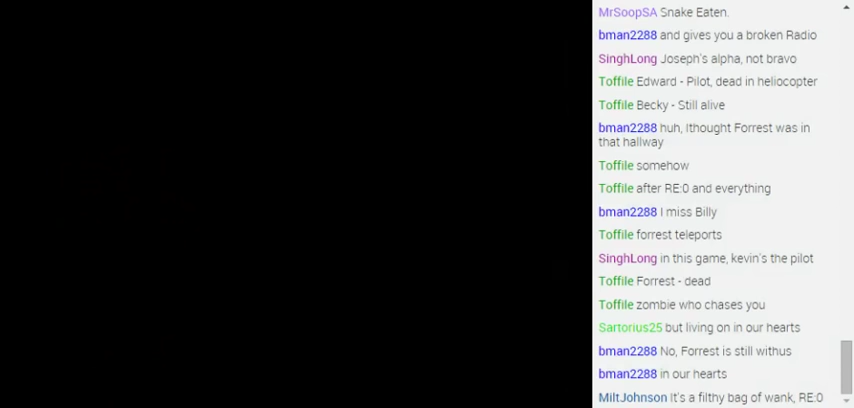 MrSoopSA Snake Eaten.
bman2288 and gives you a broken Radio
SinghLong Joseph's alpha, not bravo
Toffile Edward - Pilot, dead in heliocopter
Toffile Becky - Still alive
bman2288 huh, Ithought Forrest was in
that hallway
Toffile somehow
Toffile after RE:0 and everything
bman2288 I miss Billy
Toffile forrest teleports
SinghLong in this game, kevin's the pilot
Toffile Forrest - dead
Toffile zombie who chases you
Sartorius25 but living on in our hearts
bman2288 No, Forrest is still withus
bman2288 in our hearts
MiltJohnson It's a filthy bag of wank, RE:0